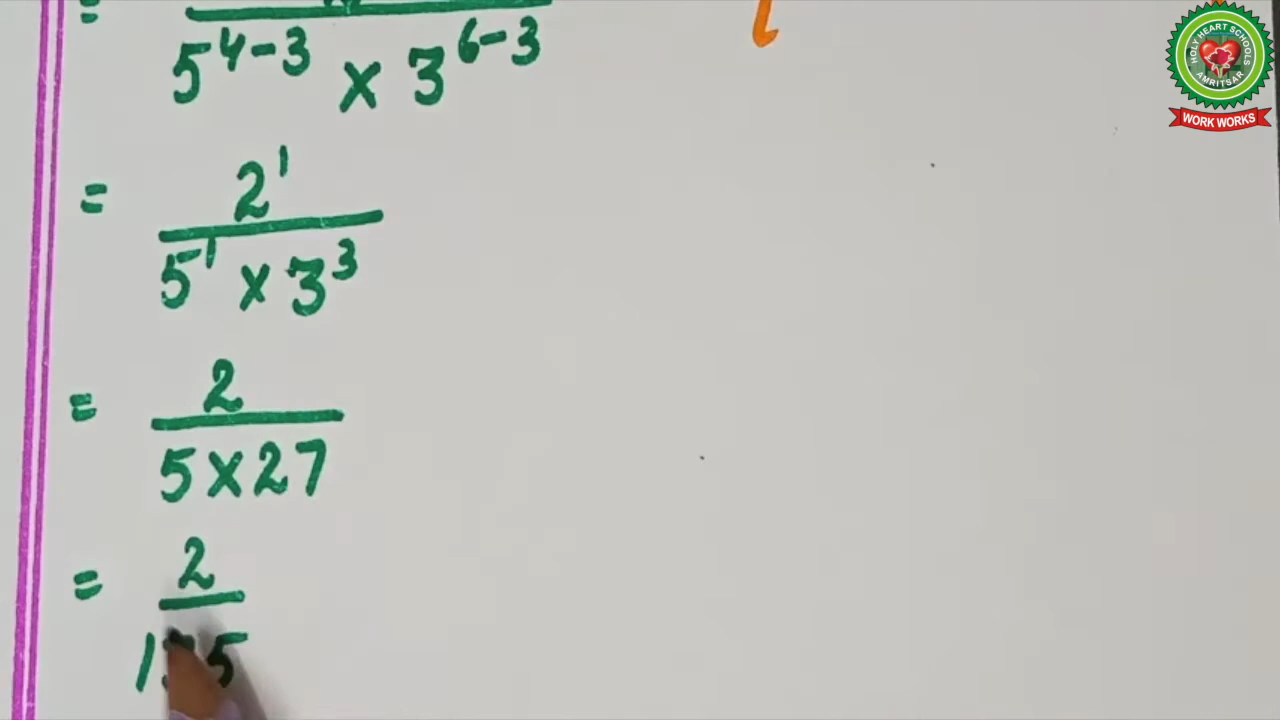 =
5^{4-3} × 3^{6-3}
= 2^1
5^1 × 3^3
= 2
5×27
= 2
HOLY HEART SCHOOLS
AMRITSAR
WORK WORKS